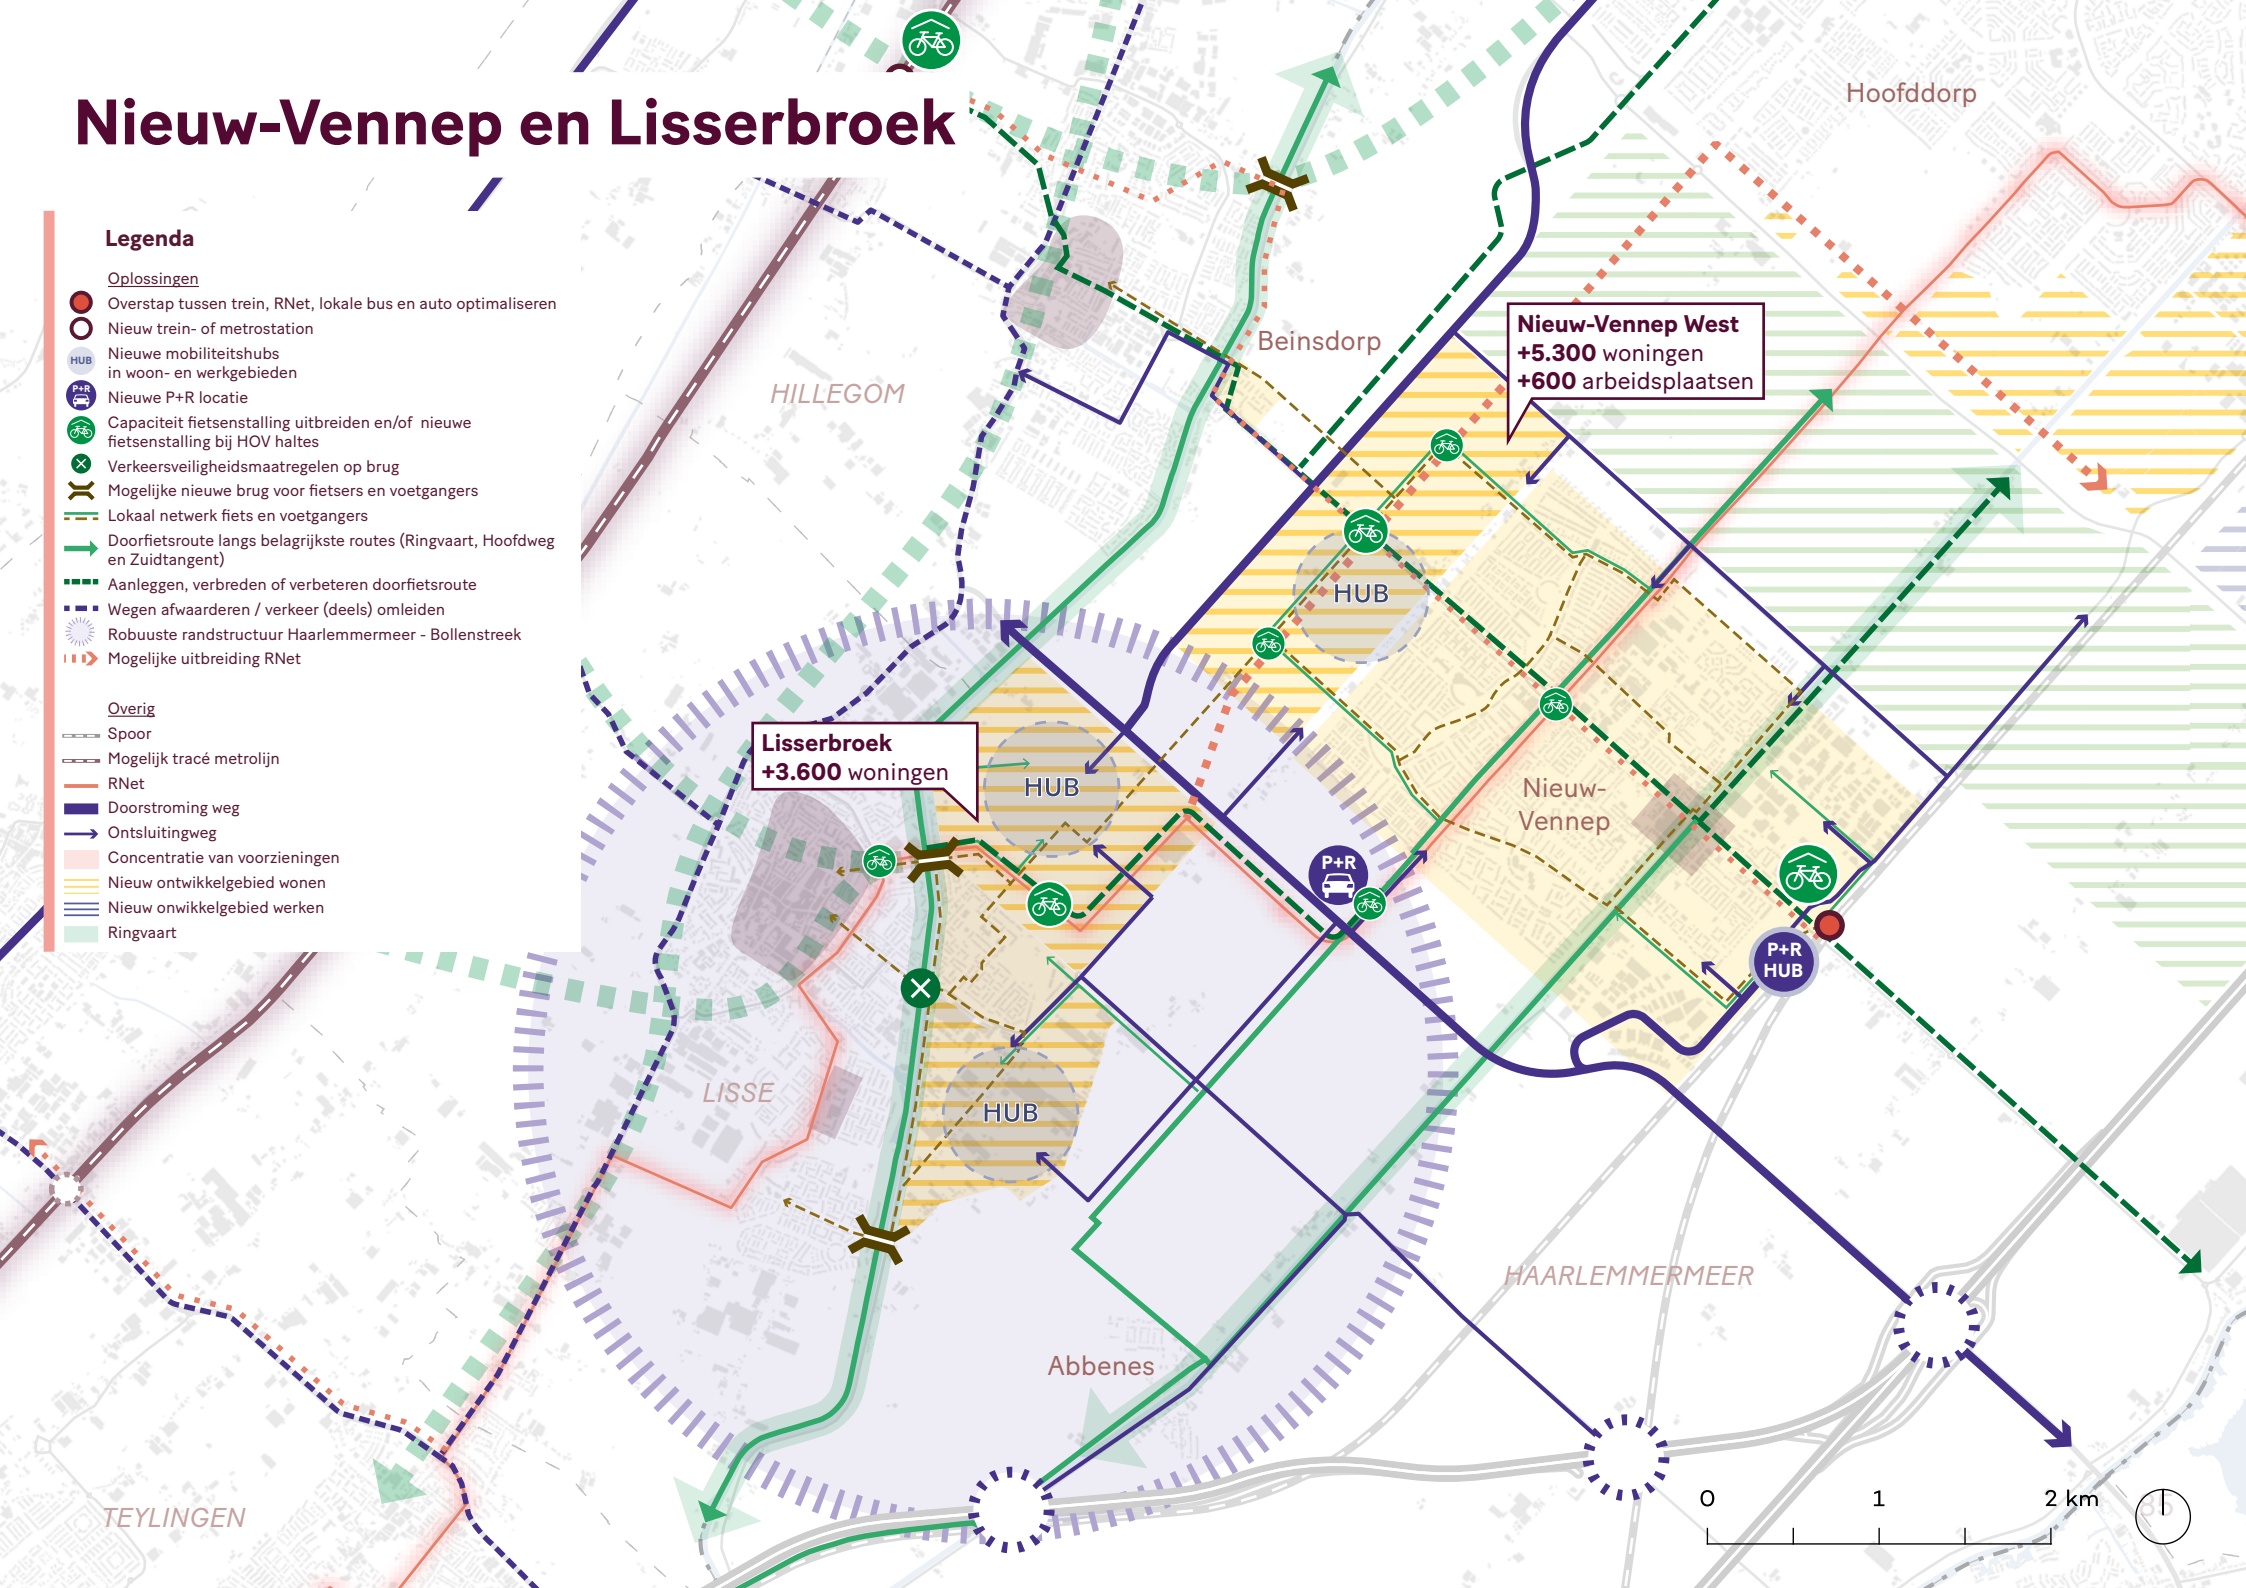 Nieuw-Vennep en Lisserbroek
Legenda
Oplossingen
Overstap tussen trein, RNet, lokale bus en auto optimaliseren
Nieuw trein- of metrostation
HUB
Nieuwe mobiliteitshubs
in woon- en werkgebieden
P+R
Nieuwe P+R locatie
Capaciteit fietsenstalling uitbreiden en/of nieuwe
fietsenstalling bij HOV haltes
Verkeersveiligheidsmaatregelen op brug
Mogelijke nieuwe brug voor fietsers en voetgangers
Lokaal netwerk fiets en voetgangers
Doorfietsroute langs belagrijkste routes (Ringvaart, Hoofdweg
en Zuidtangent)
Aanleggen, verbreden of verbeteren doorfietsroute
Wegen afwaarderen / verkeer (deels) omleiden
Robuuste randstructuur Haarlemmermeer - Bollenstreek
Mogelijke uitbreiding RNet
Overig
Spoor
Mogelijk tracé metrolijn
RNet
Doorstroming weg
Ontsluitingweg
Concentratie van voorzieningen
Nieuw ontwikkelgebied wonen
Nieuw onwikkelgebied werken
Ringvaart
Hoofddorp
Beinsdorp
HILLEGOM
Nieuw-Vennep West
+5.300 woningen
+600 arbeidsplaatsen
HUB
Lisserbroek
+3.600 woningen
HUB
Nieuw-
Vennep
P+R
P+R
HUB
LISSE
HUB
HAARLEMMERMEER
Abbenes
TEYLINGEN
0 1 2 km
85